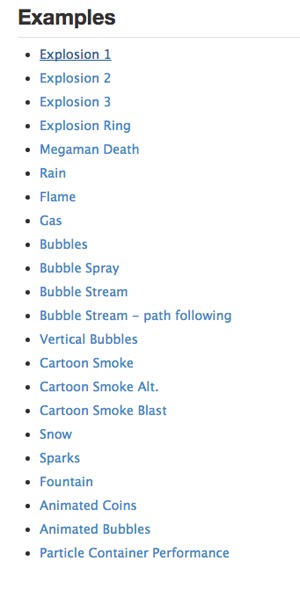 Examples
Explosion 1
Explosion 2
Explosion 3
Explosion Ring
Megaman Death
Rain
Flame
Gas
Bubbles
Bubble Spray
Bubble Stream
Bubble Stream - path following
Vertical Bubbles
Cartoon Smoke
Cartoon Smoke Alt.
Cartoon Smoke Blast
Snow
Sparks
Fountain
Animated Coins
Animated Bubbles
Particle Container Performance